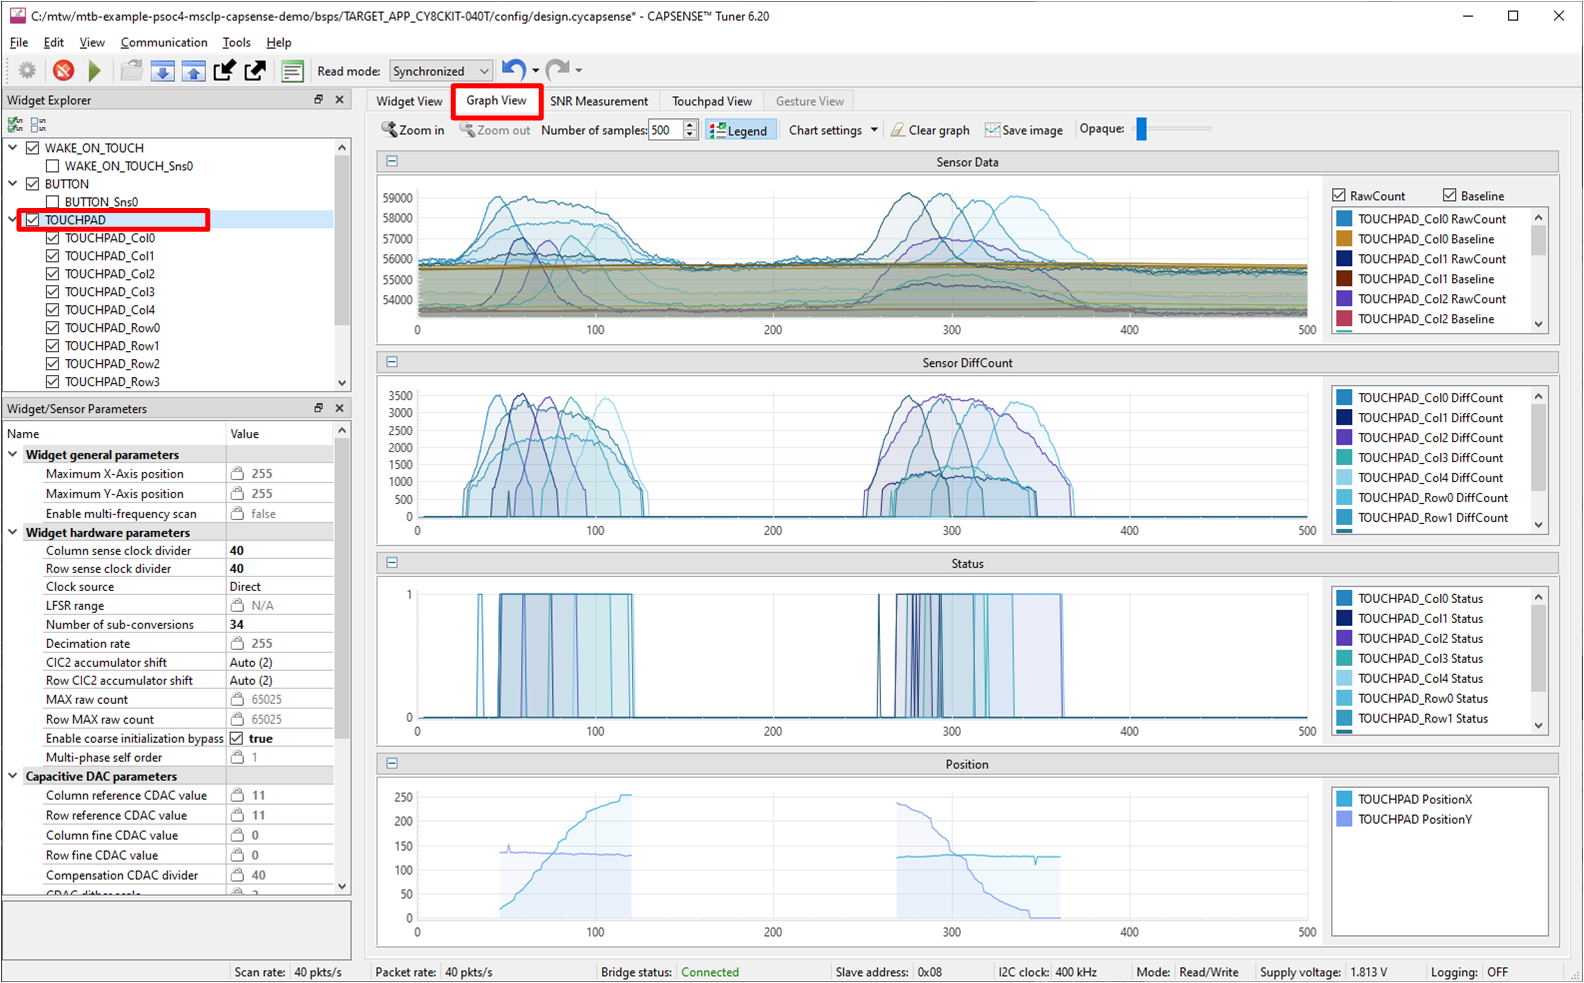 C:/mtw/mtb-example-psoc4-msclp-capsense-demo/bsps/TARGET_APP_CY8CKIT-040T/config/design.cycapsense* - CAPSENSE™ Tuner 6.20
File Edit View Communication Tools Help
Read mode: Synchronized
Widget Explorer
WAKE_ON_TOUCH
WAKE_ON_TOUCH_Sns0
BUTTON
BUTTON_Sns0
TOUCHPAD
TOUCHPAD_Col0
TOUCHPAD_Col1
TOUCHPAD_Col2
TOUCHPAD_Col3
TOUCHPAD_Col4
TOUCHPAD_Row0
TOUCHPAD_Row1
TOUCHPAD_Row2
TOUCHPAD_Row3
Widget/Sensor Parameters
Name Value
Widget general parameters
Maximum X-Axis position 255
Maximum Y-Axis position 255
Enable multi-frequency scan false
Widget hardware parameters
Column sense clock divider 40
Row sense clock divider 40
Clock source Direct
LFSR range N/A
Number of sub-conversions 34
Decimation rate 255
CIC2 accumulator shift Auto (2)
Row CIC2 accumulator shift Auto (2)
MAX raw count 65025
Row MAX raw count 65025
Enable coarse initialization bypass true
Multi-phase self order 1
Capacitive DAC parameters
Column reference CDAC value 11
Row reference CDAC value 11
Column fine CDAC value 0
Row fine CDAC value 0
Compensation CDAC divider 40
Widget View Graph View SNR Measurement Touchpad View Gesture View
Zoom in Zoom out Number of samples: 500 Legend Chart settings Clear graph Save image Opaque:
Sensor Data
59000
58000
57000
56000
55000
54000
0 100 200 300 400 500
RawCount Baseline
TOUCHPAD_Col0 RawCount
TOUCHPAD_Col0 Baseline
TOUCHPAD_Col1 RawCount
TOUCHPAD_Col1 Baseline
TOUCHPAD_Col2 RawCount
TOUCHPAD_Col2 Baseline
Sensor DiffCount
3500
3000
2500
2000
1500
1000
500
0
0 100 200 300 400 500
TOUCHPAD_Col0 DiffCount
TOUCHPAD_Col1 DiffCount
TOUCHPAD_Col2 DiffCount
TOUCHPAD_Col3 DiffCount
TOUCHPAD_Col4 DiffCount
TOUCHPAD_Row0 DiffCount
TOUCHPAD_Row1 DiffCount
Status
1
0
0 100 200 300 400 500
TOUCHPAD_Col0 Status
TOUCHPAD_Col1 Status
TOUCHPAD_Col2 Status
TOUCHPAD_Col3 Status
TOUCHPAD_Col4 Status
TOUCHPAD_Row0 Status
TOUCHPAD_Row1 Status
Position
250
200
150
100
50
0
0 100 200 300 400 500
TOUCHPAD PositionX
TOUCHPAD PositionY
Scan rate: 40 pkts/s Packet rate: 40 pkts/s Bridge status: Connected Slave address: 0x08 I2C clock: 400 kHz Mode: Read/Write Supply voltage: 1.813 V Logging: OFF